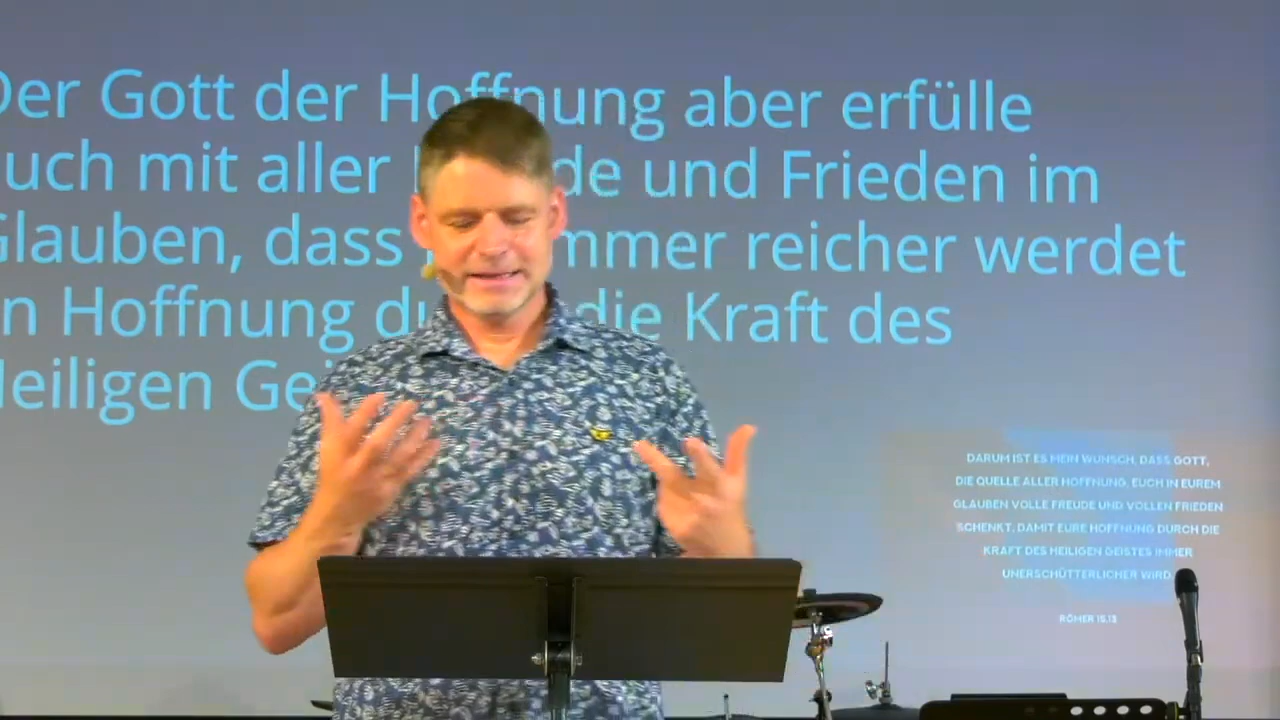 Der Gott der Hoffnung aber erfülle
uch mit aller de und Frieden im
Glauben, dass mmer reicher werdet
n Hoffnung du die Kraft des
Heiligen Gei
DARUM IST ES MEIN WUNSCH, DASS GOTT,
DIE QUELLE ALLER HOFFNUNG, EUCH IN EUREM
GLAUBEN VOLLE FREUDE UND VOLLEN FRIEDEN
SCHENKT, DAMIT EURE HOFFNUNG DURCH DIE
KRAFT DES HEILIGEN GEISTES IMMER
UNERSCHÜTTERLICHER WIRD
RÖMER 15,13